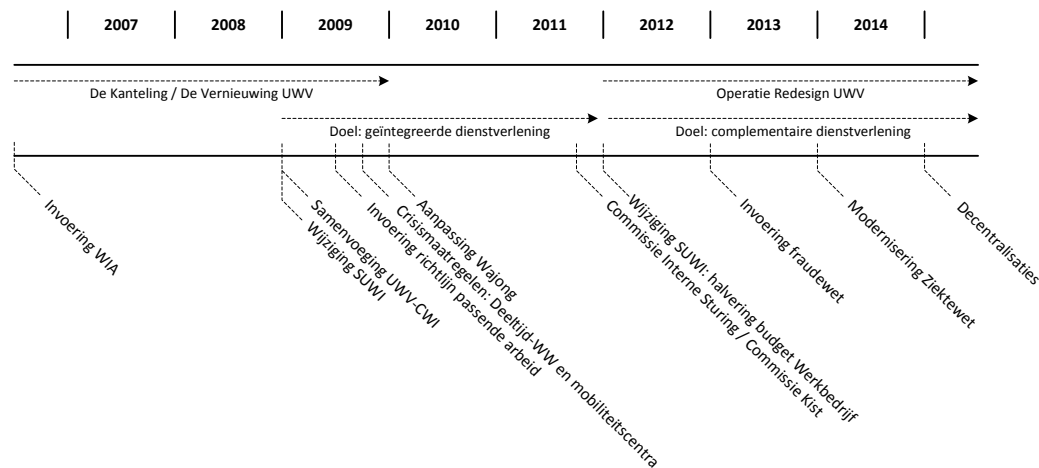 2007 2008 2009 2010 2011 2012 2013 2014
De Kanteling / De Vernieuwing UWV
Operatie Redesign UWV
Doel: geïntegreerde dienstverlening
Doel: complementaire dienstverlening
Invoering WIA
Wijziging SUWI
Samenvoeging UWV-CWI
Invoering richtlijn passende arbeid
Crisismaatregelen: Deeltijd-WW en mobiliteitscentra
Aanpassing Wajong
Commissie Interne Sturing / Commissie Kist
Wijziging SUWI: halvering budget Werkbedrijf
Invoering fraudewet
Modernisering Ziektewet
Decentralisaties